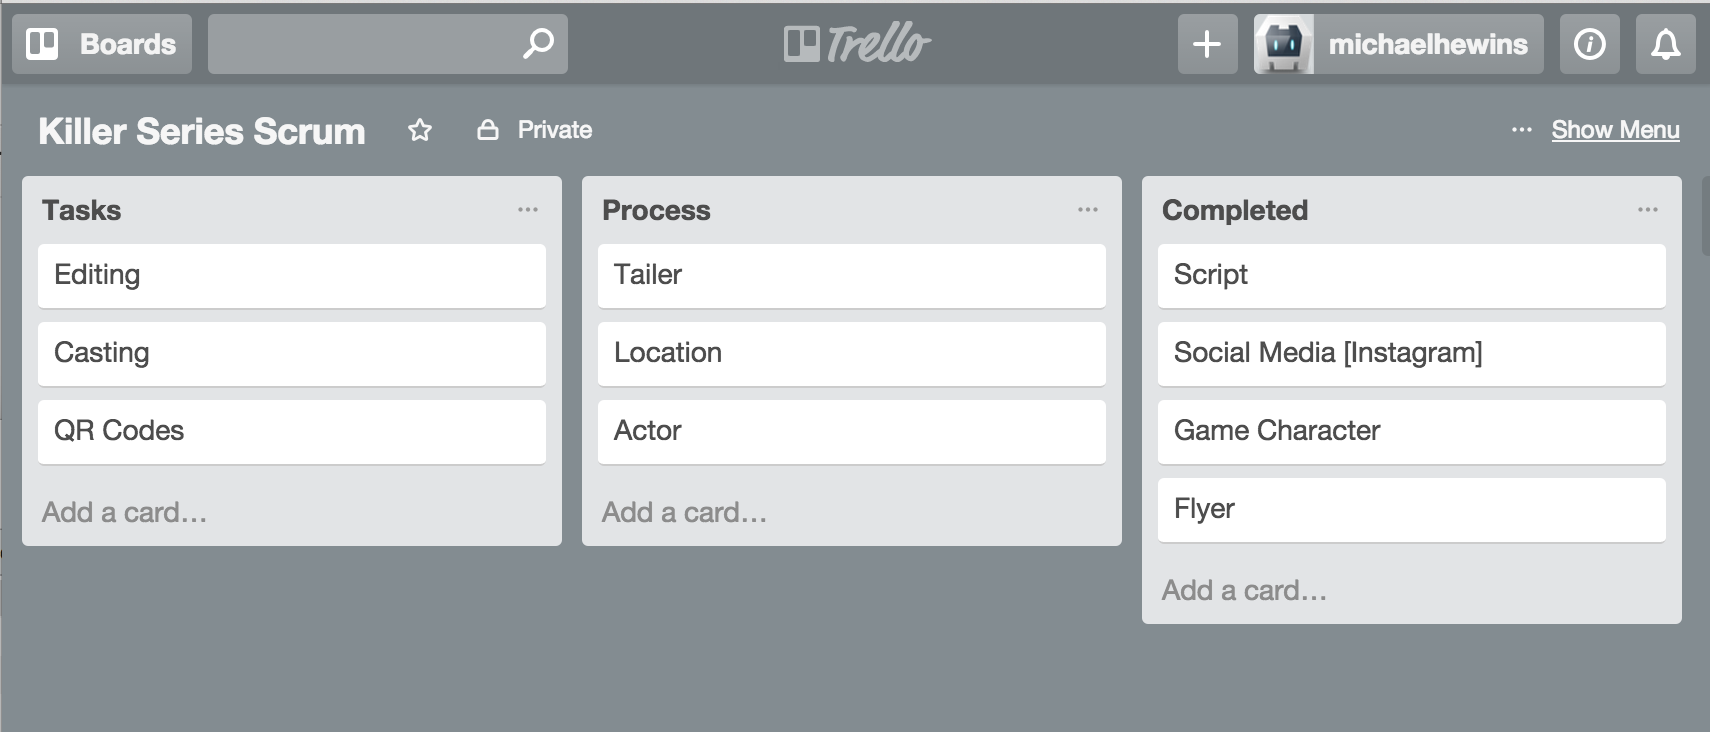 Boards
Trello
michaelhewins
Killer Series Scrum
Private
Show Menu
Tasks
Editing
Casting
QR Codes
Add a card…
Process
Tailer
Location
Actor
Add a card…
Completed
Script
Social Media [Instagram]
Game Character
Flyer
Add a card…